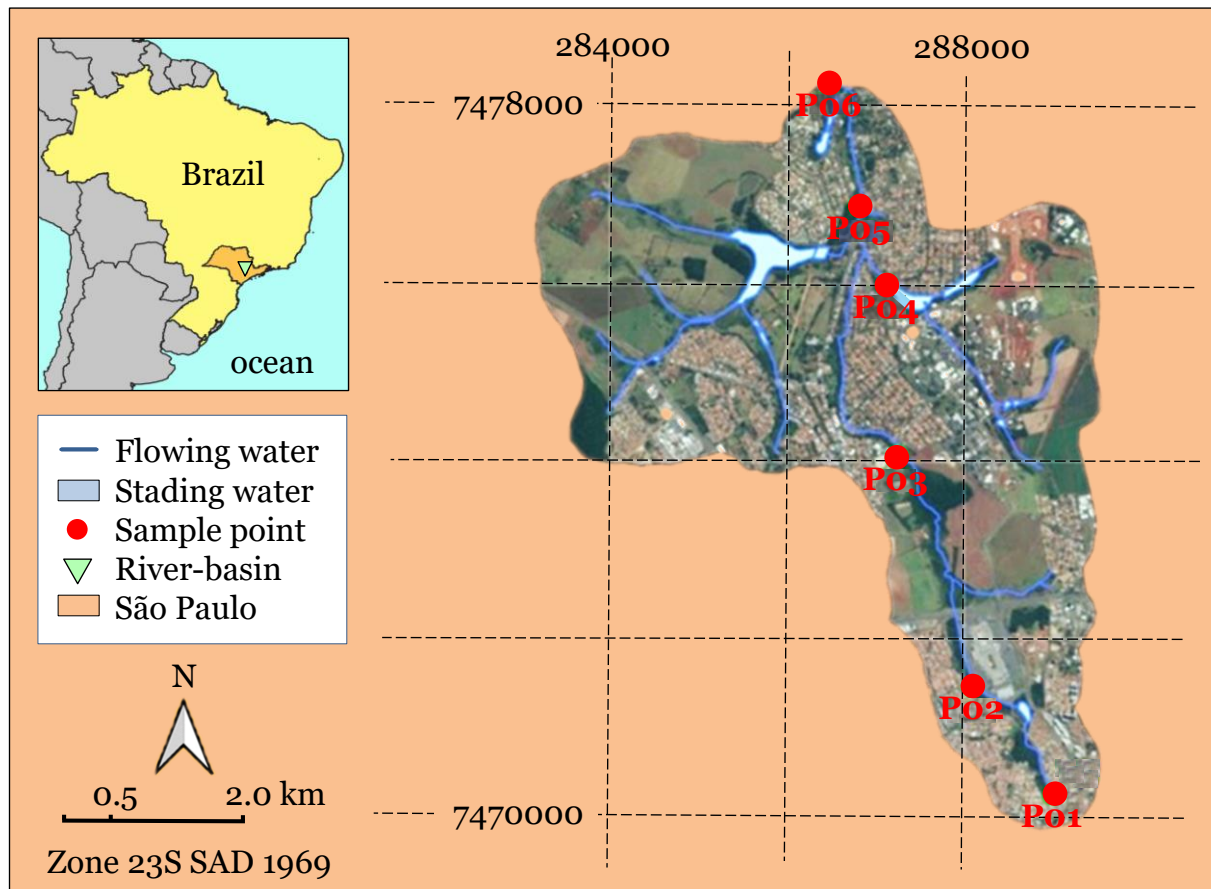 Brazil
ocean
Flowing water
Stading water
Sample point
River-basin
São Paulo
N
0.5 2.0 km
Zone 23S SAD 1969
284000 288000
7478000
7470000
P06
P05
P04
P03
P02
P01